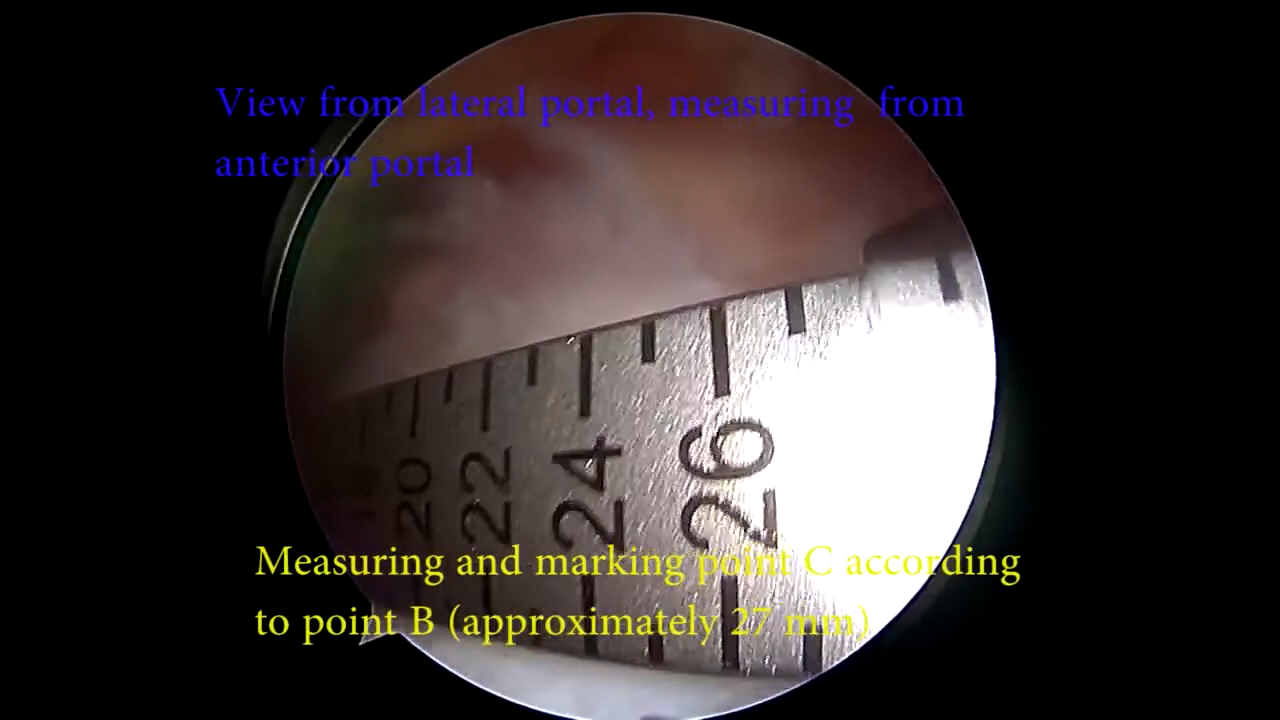 View from lateral portal, measuring from
anterior portal
18 20 22 24 26
Measuring and marking point C according
to point B (approximately 27 mm)